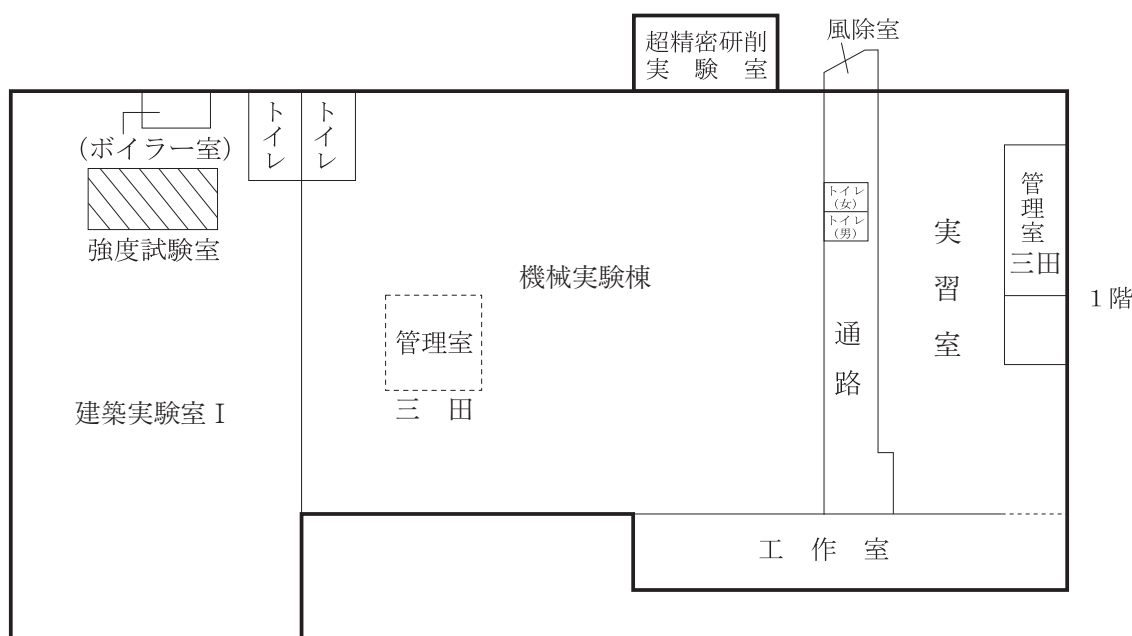 超精密研削
実験室
風除室
トイレ
トイレ
(ボイラー室)
強度試験室
トイレ
(女)
トイレ
(男)
管理室
三田
実習室
機械実験棟
1階
管理室
三田
通路
建築実験室Ⅰ
工作室